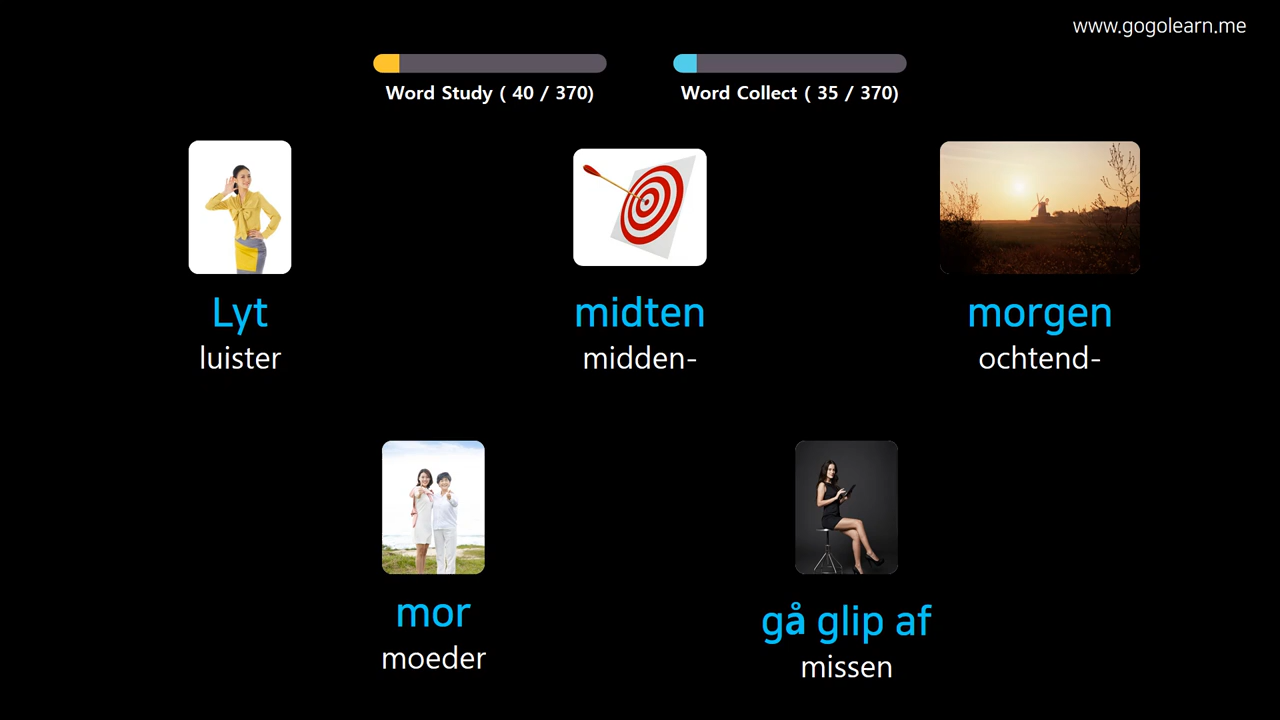 www.gogolearn.me
Word Study ( 40 / 370)
Word Collect ( 35 / 370)
Lyt
luister
midten
midden-
morgen
ochtend-
mor
moeder
gå glip af
missen